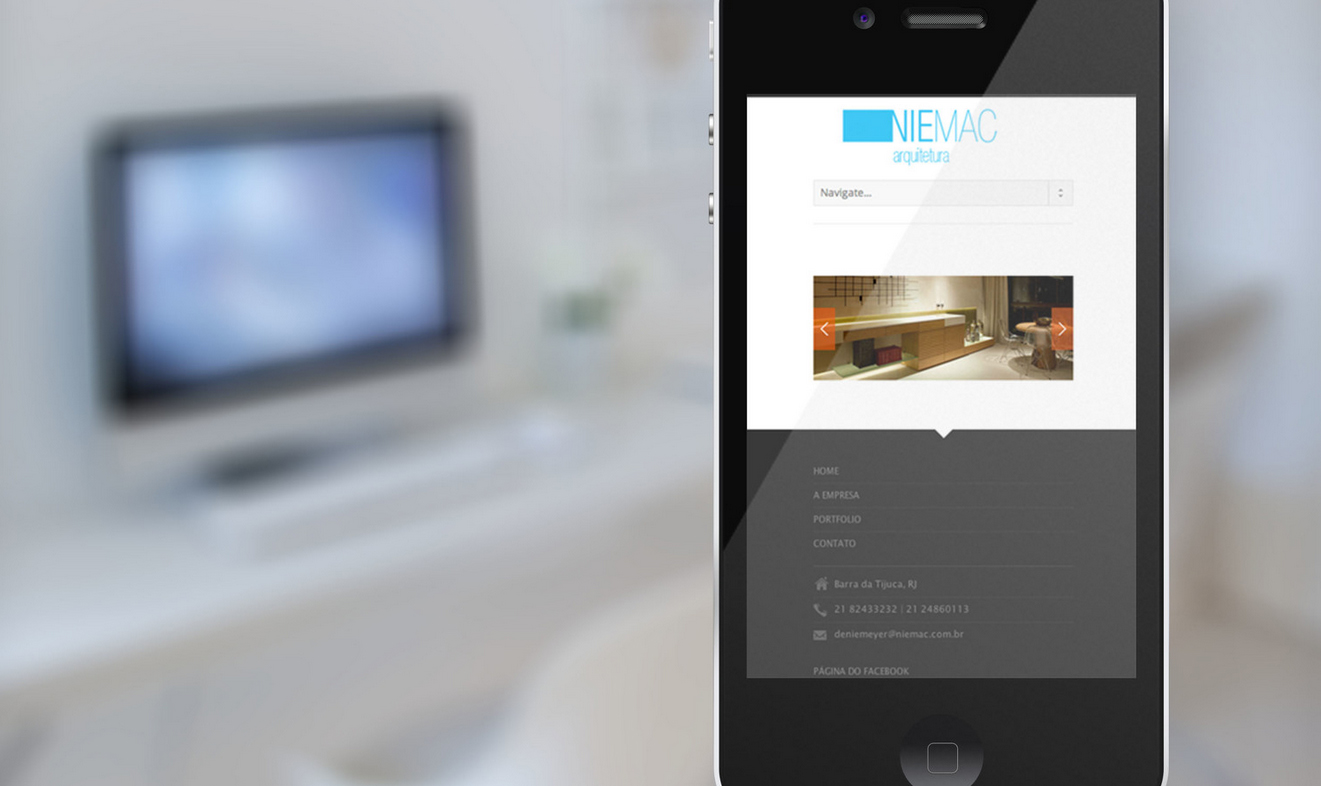 NIEMAC
arquitetura
Navigate...
HOME
A EMPRESA
PORTFOLIO
CONTATO
Barra da Tijuca, RJ
21 82433232 | 21 24860113
deniemeyer@niemac.com.br
PÁGINA DO FACEBOOK